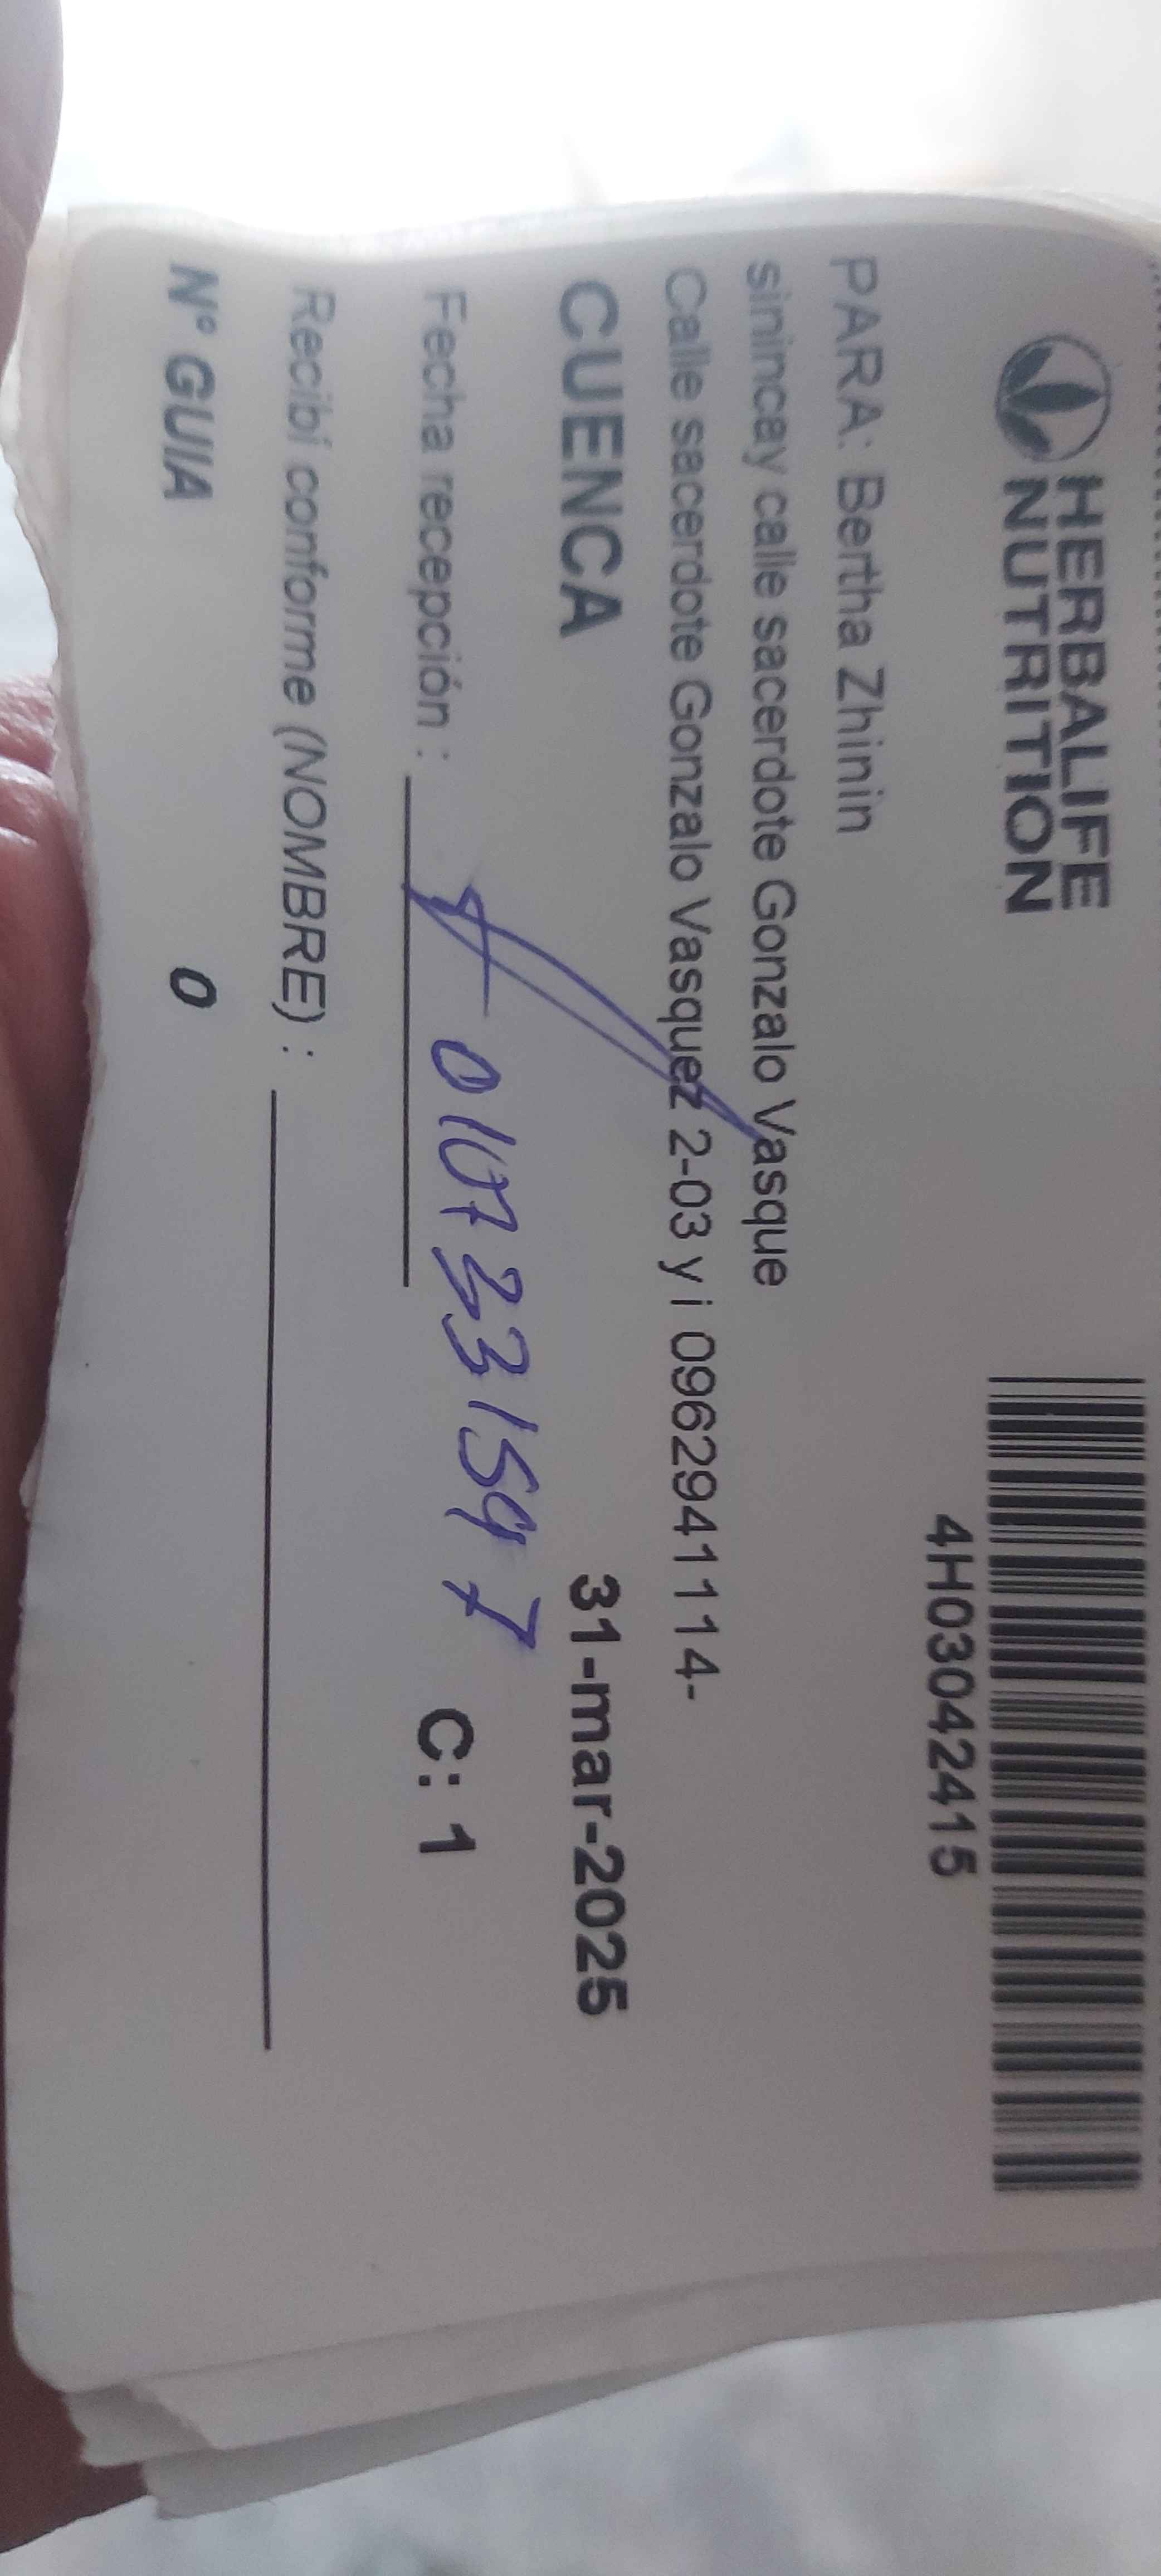 HERBALIFE
NUTRITION
4H03042415
PARA: Bertha Zhinin
sinincay calle sacerdote Gonzalo Vasque
Calle sacerdote Gonzalo Vasquez 2-03 y i 0962941114-
CUENCA 31-mar-2025
Fecha recepción : 0107331597 C: 1
Recibí conforme (NOMBRE) :
N° GUIA 0